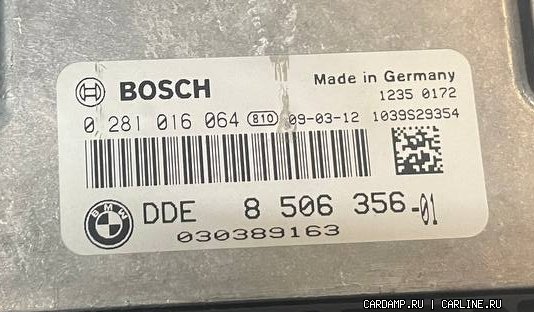 BOSCH
Made in Germany
1235 0172
0 281 016 064 810 09-03-12 1039S29354
BMW
DDE 8 506 356-01
030389163
CARDAMP.RU | CARLINE.RU